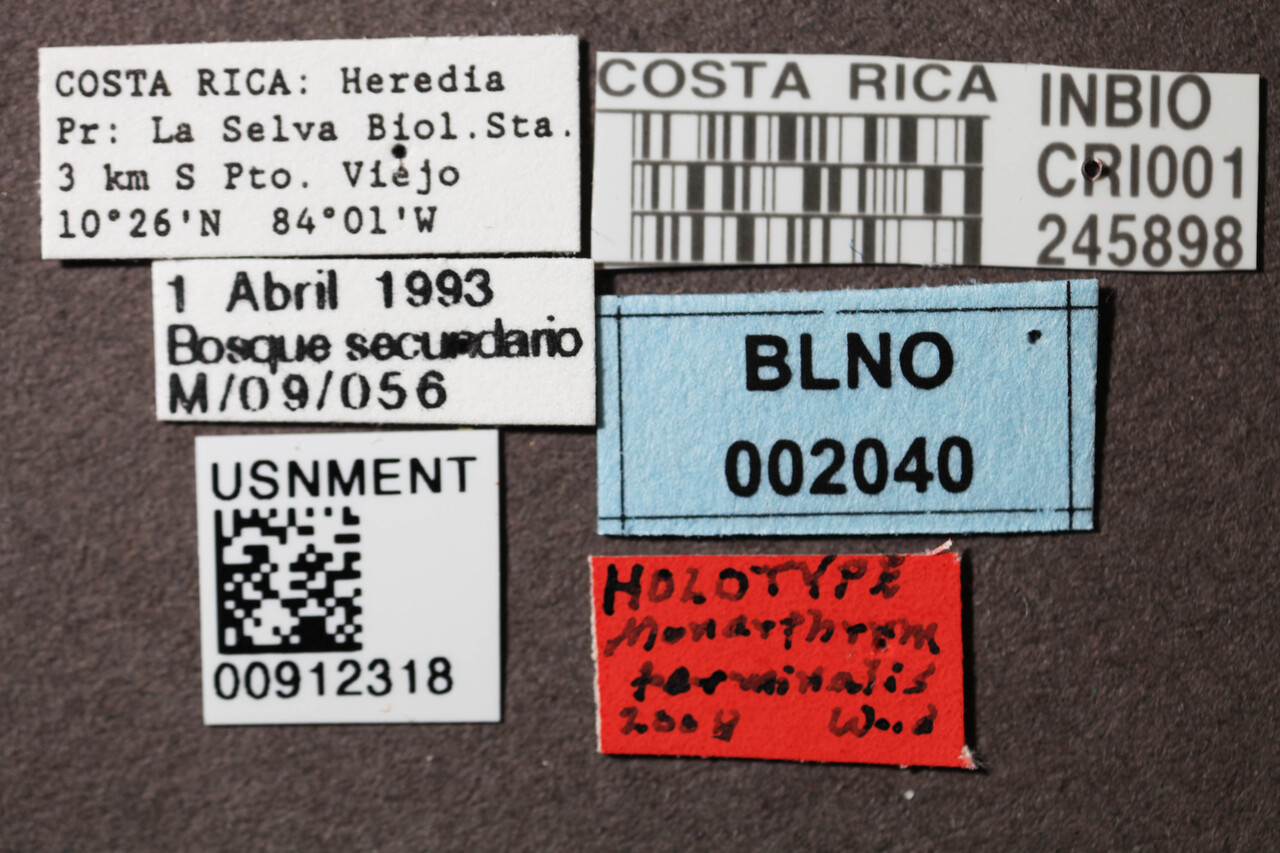 COSTA RICA: Heredia
Pr: La Selva Biol.Sta.
3 km S Pto. Viejo
10°26'N 84°01'W
1 Abril 1993
Bosque secundario
M/09/056
USNMENT
00912318
COSTA RICA
INBIO
CRI001
245898
BLNO
002040
HOLOTYPE
Monarthrum
terminalis
Wood